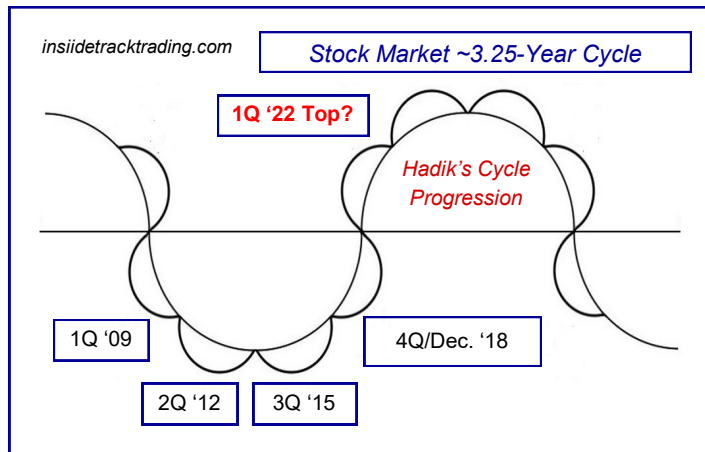 insiidetracktrading.com
Stock Market ~3.25-Year Cycle
1Q ‘22 Top?
Hadik’s Cycle
Progression
1Q ‘09
4Q/Dec. ‘18
2Q ‘12
3Q ‘15